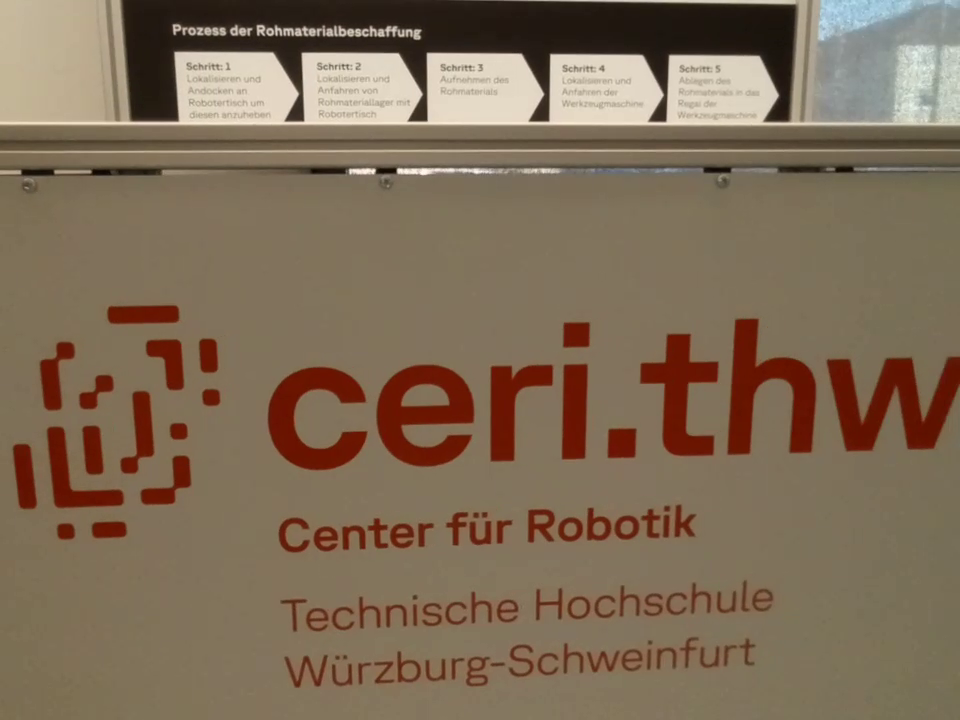 Prozess der Rohmaterialbeschaffung
Schritt: 1
Lokalisieren und
Andocken an
Robotertisch um
diesen anzuheben
Schritt: 2
Lokalisieren und
Anfahren von
Rohmateriallager mit
Robotertisch
Schritt: 3
Aufnehmen des
Rohmaterials
Schritt: 4
Lokalisieren und
Anfahren der
Werkzeugmaschine
Schritt: 5
Ablegen des
Rohmaterials in das
Regal der
Werkzeugmaschine
ceri.thw
Center für Robotik
Technische Hochschule
Würzburg-Schweinfurt